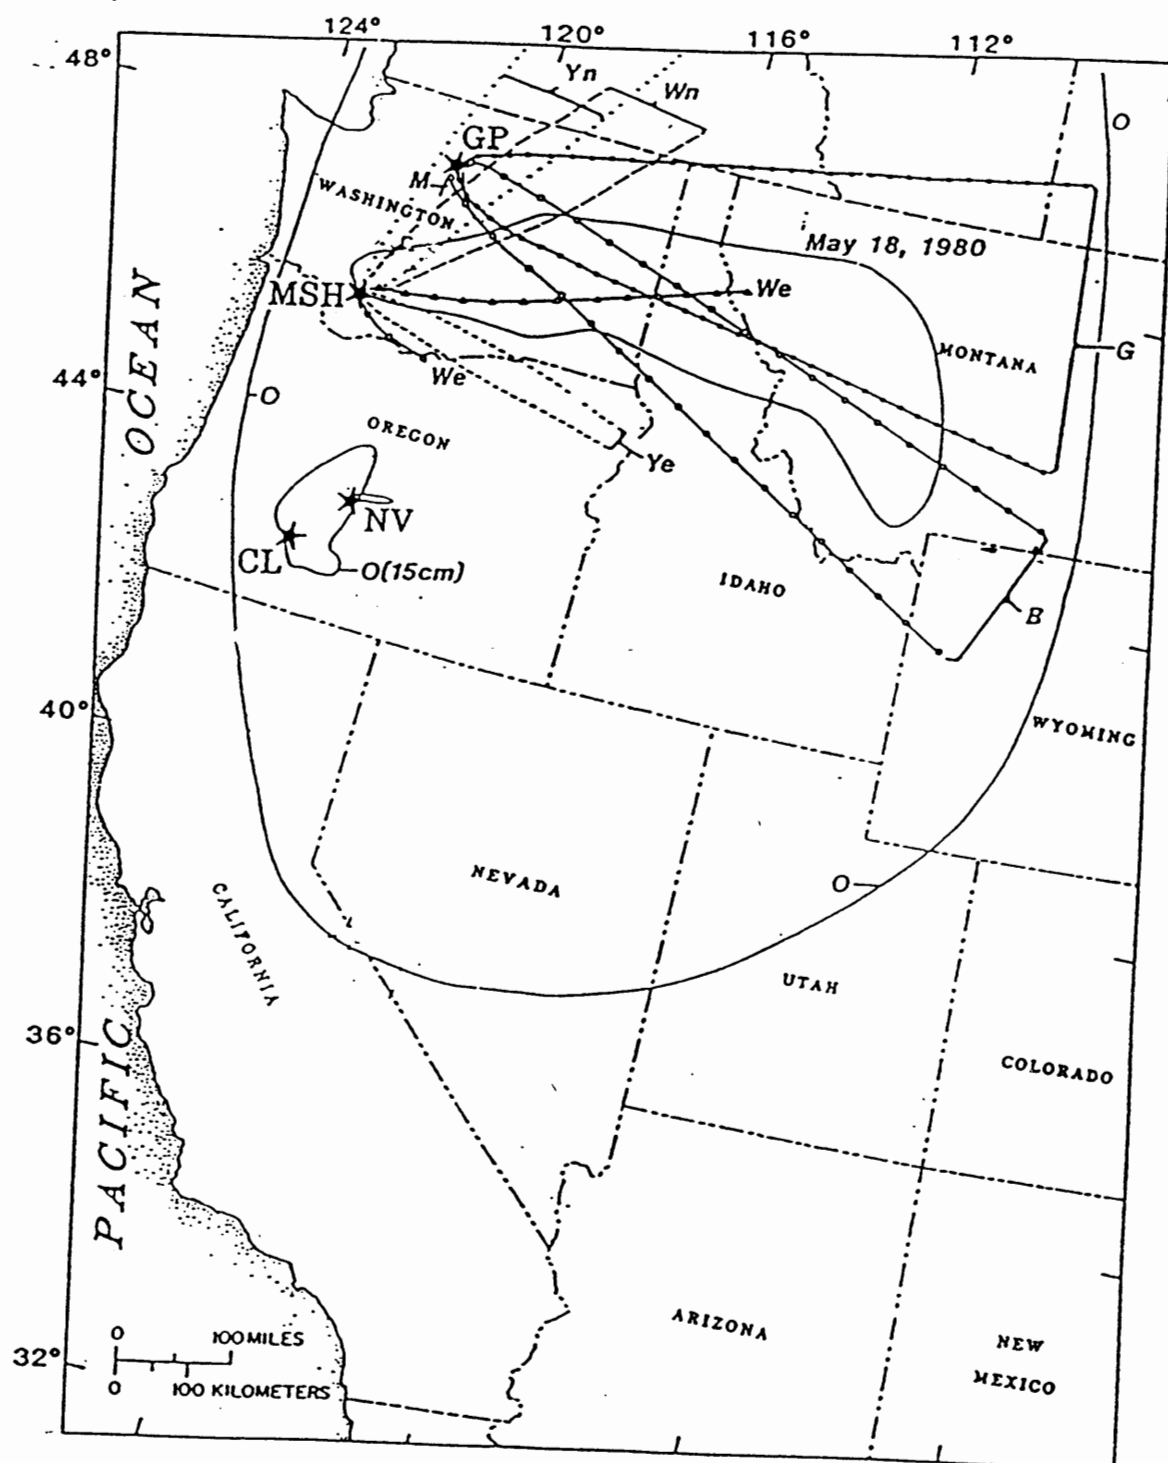 124°
120°
116°
112°
48°
Yn
Wn
O
GP
M
WASHINGTON
May 18, 1980
MSH
We
MONTANA
G
We
44°
O
OREGON
Ye
NV
CL
O(15cm)
IDAHO
B
40°
WYOMING
NEVADA
O
CALIFORNIA
UTAH
36°
COLORADO
OCEAN
PACIFIC
ARIZONA
NEW
MEXICO
0 100 MILES
0 100 KILOMETERS
32°